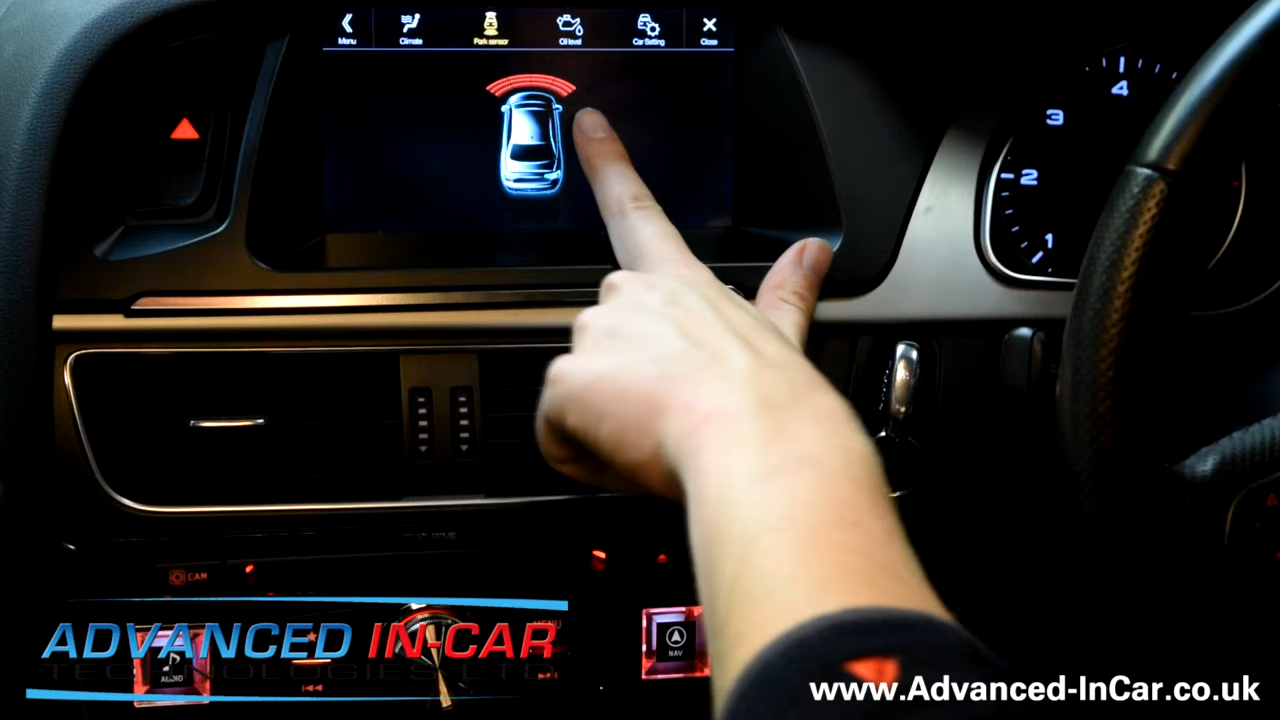 Menu
Climate
Park sensor
Oil level
Car Setting
Close
4
3
2
1
CAM
MENU
ADVANCED IN-CAR
TECHNOLOGIES LTD
AUDIO
NAV
www.Advanced-InCar.co.uk